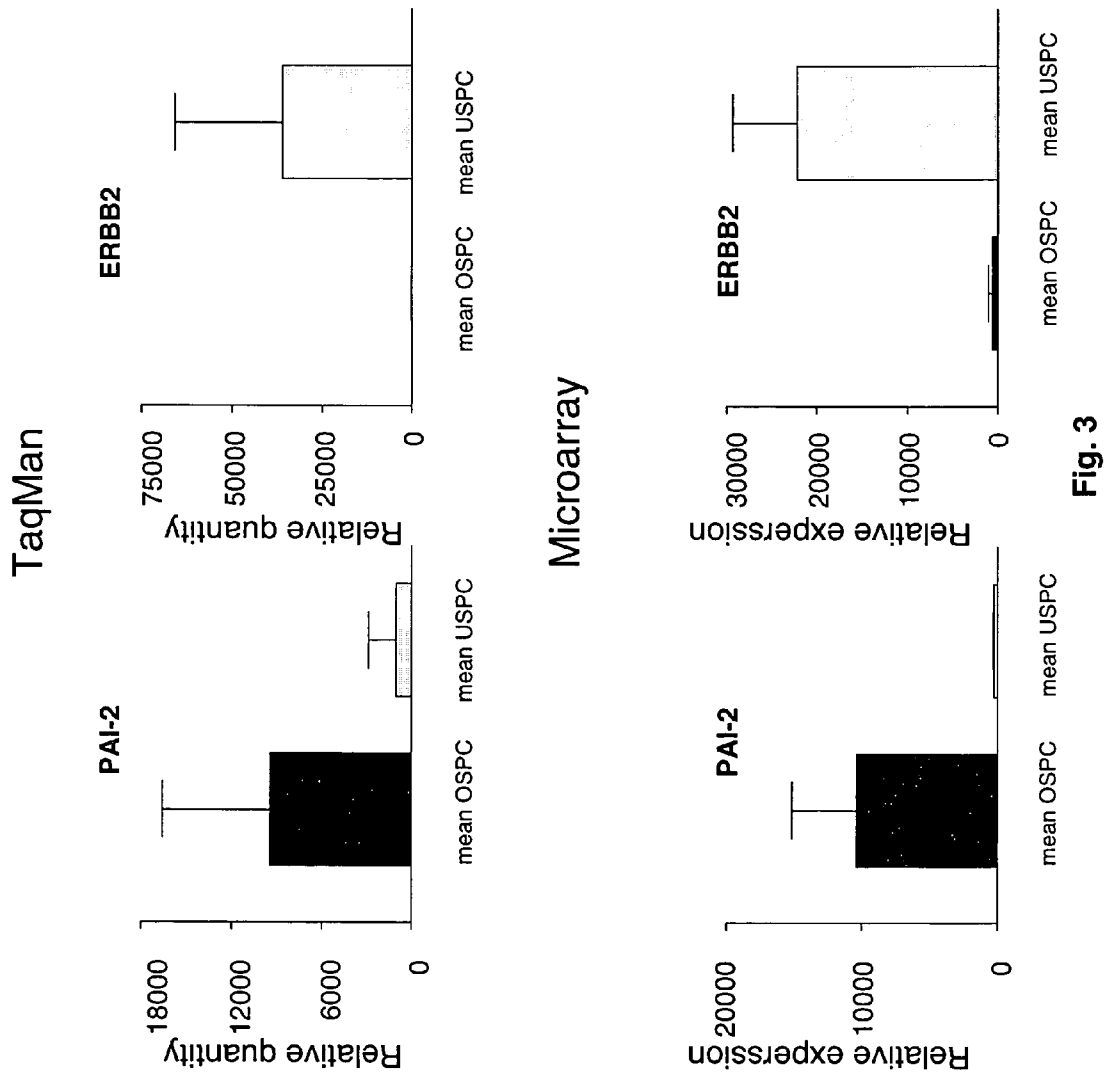 TaqMan
PAI-2
Relative quantity
18000
12000
6000
0
mean OSPC
mean USPC
ERBB2
Relative quantity
75000
50000
25000
0
mean OSPC
mean USPC
Microarray
PAI-2
Relative experssion
20000
10000
0
mean OSPC
mean USPC
ERBB2
Relative experssion
30000
20000
10000
0
mean OSPC
mean USPC
Fig. 3